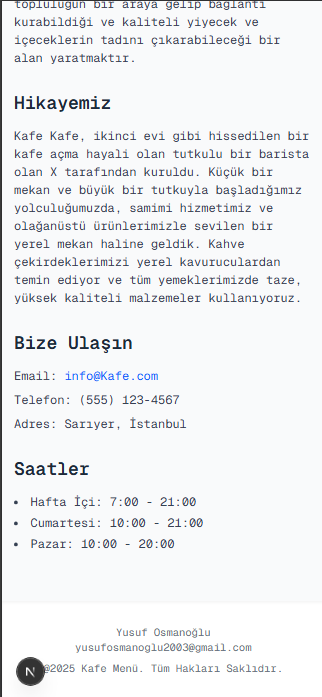 topluluğun bir araya gelip bağlantı
kurabildiği ve kaliteli yiyecek ve
içeceklerin tadını çıkarabileceği bir
alan yaratmaktır.
Hikayemiz
Kafe Kafe, ikinci evi gibi hissedilen bir
kafe açma hayali olan tutkulu bir barista
olan X tarafından kuruldu. Küçük bir
mekan ve büyük bir tutkuyla başladığımız
yolculuğumuzda, samimi hizmetimiz ve
olağanüstü ürünlerimizle sevilen bir
yerel mekan haline geldik. Kahve
çekirdeklerimizi yerel kavuruculardan
temin ediyor ve tüm yemeklerimizde taze,
yüksek kaliteli malzemeler kullanıyoruz.
Bize Ulaşın
Email: info@Kafe.com
Telefon: (555) 123-4567
Adres: Sarıyer, İstanbul
Saatler
• Hafta İçi: 7:00 - 21:00
• Cumartesi: 10:00 - 21:00
• Pazar: 10:00 - 20:00
Yusuf Osmanoğlu
yusufosmanoglu2003@gmail.com
N
@2025 Kafe Menü. Tüm Hakları Saklıdır.